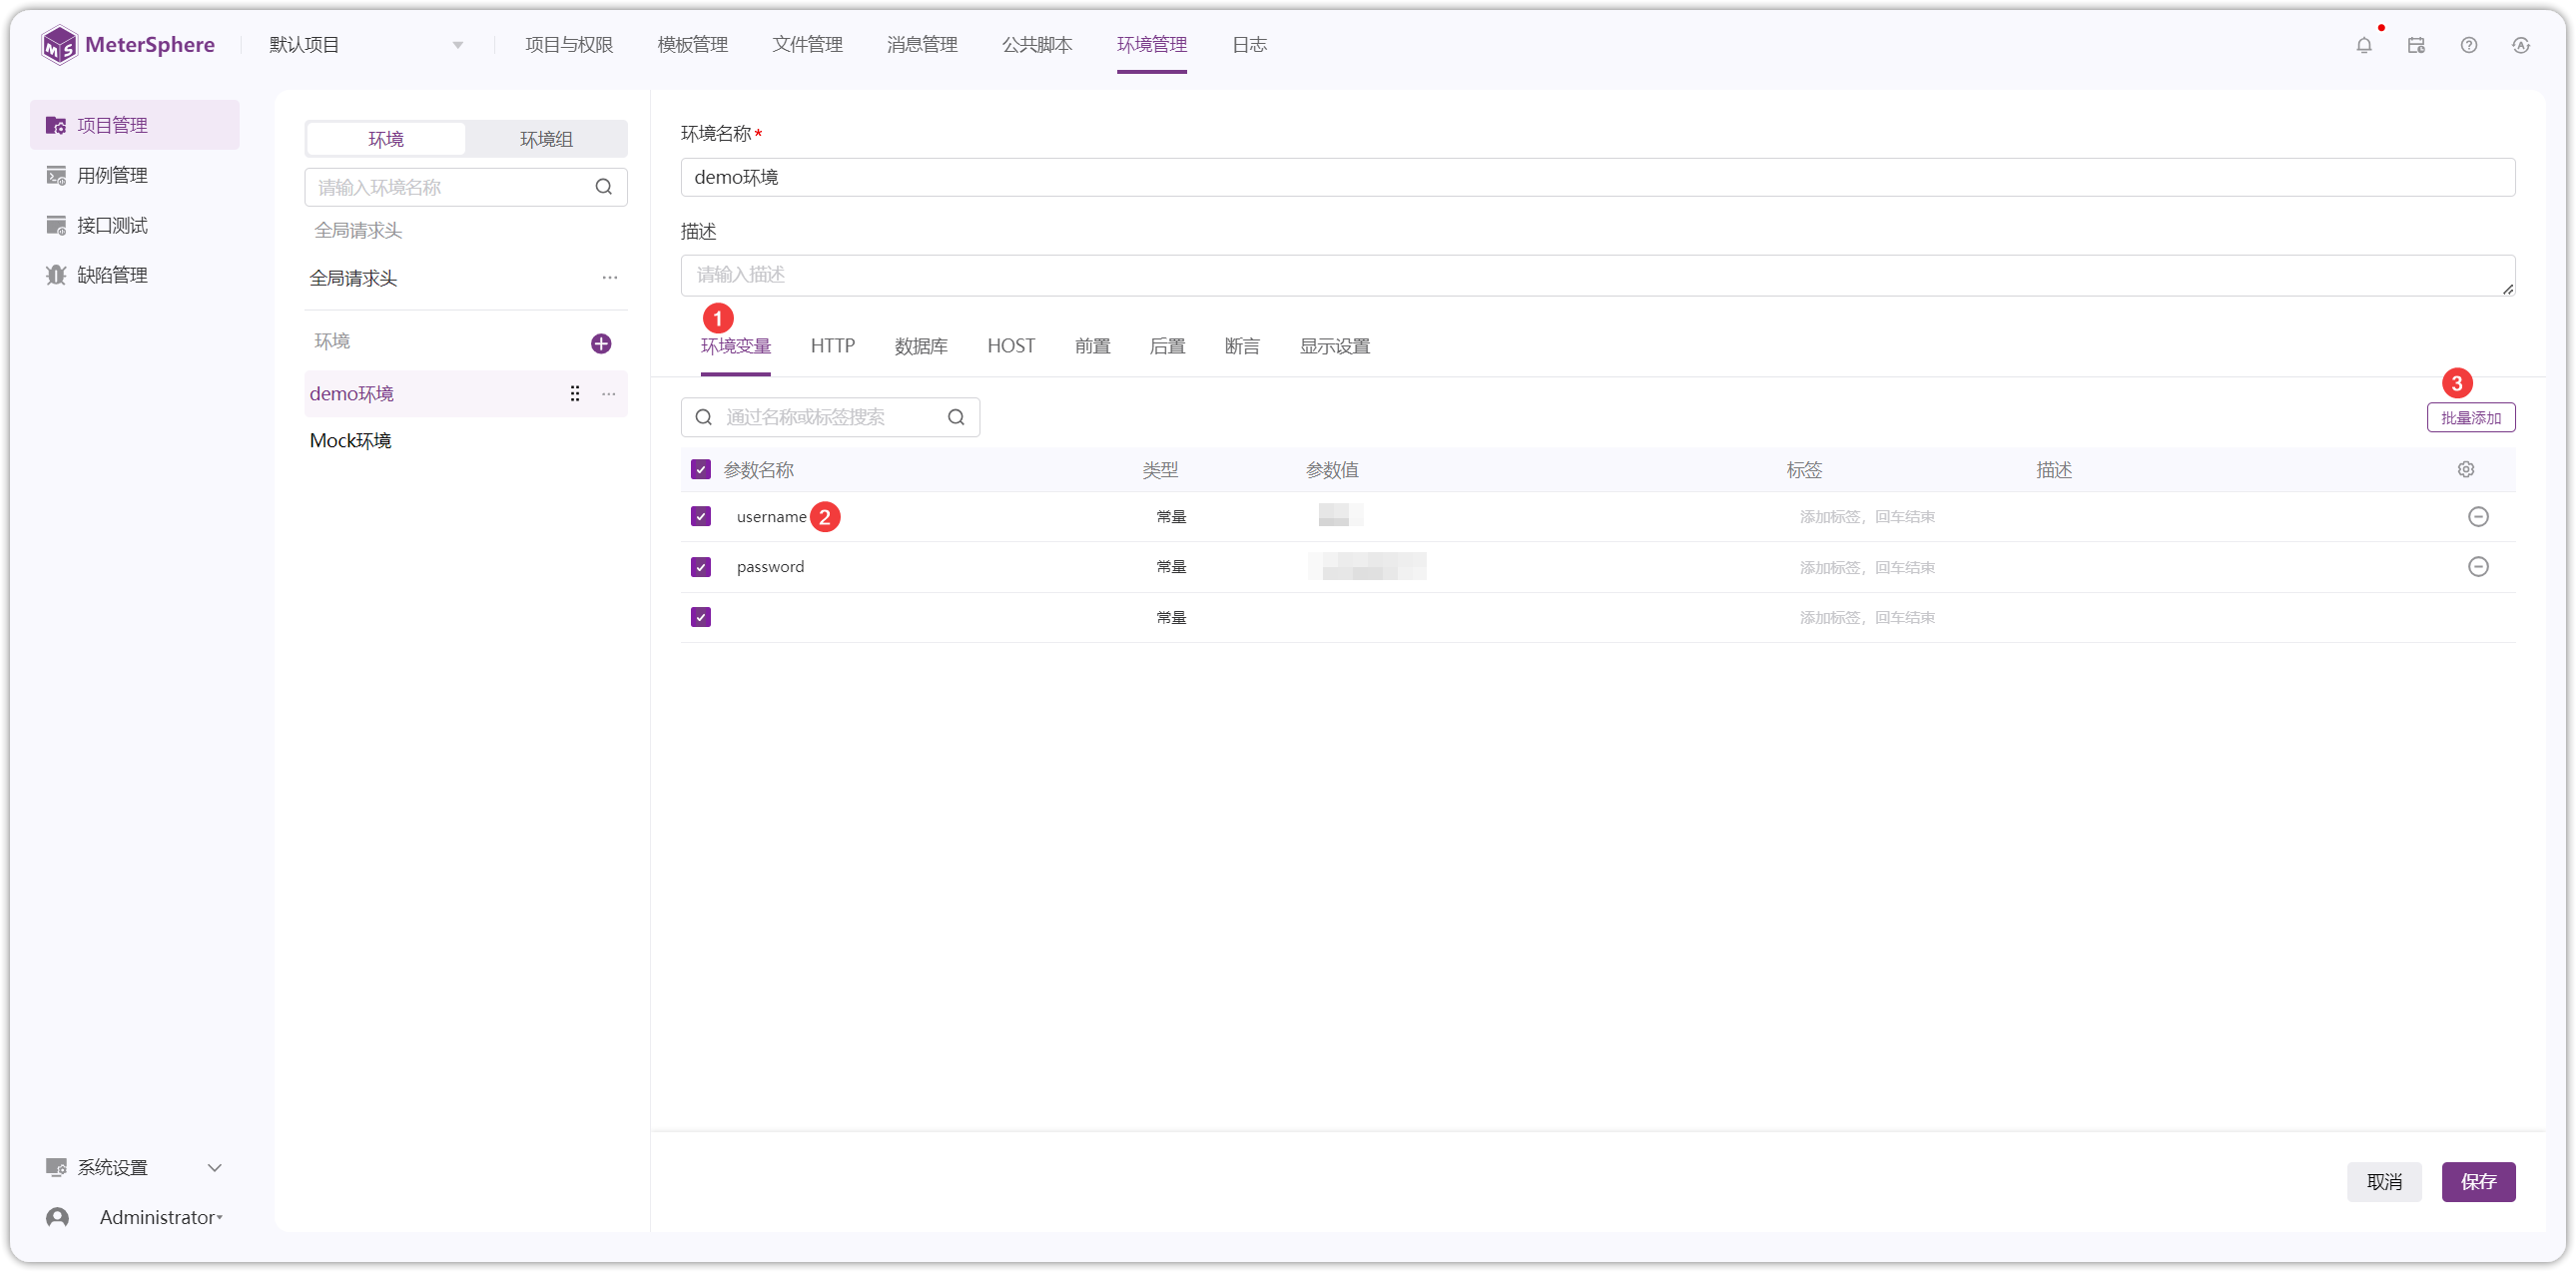 MeterSphere
默认项目
项目与权限
模板管理
文件管理
消息管理
公共脚本
环境管理
日志
项目管理
用例管理
接口测试
缺陷管理
系统设置
Administrator
环境
环境组
请输入环境名称
全局请求头
全局请求头
环境
demo环境
Mock环境
环境名称*
demo环境
描述
请输入描述
1
环境变量 HTTP 数据库 HOST 前置 后置 断言 显示设置
3
通过名称或标签搜索
批量添加
参数名称 类型 参数值 标签 描述
username 2 常量 添加标签，回车结束
password 常量 添加标签，回车结束
常量 添加标签，回车结束
取消
保存